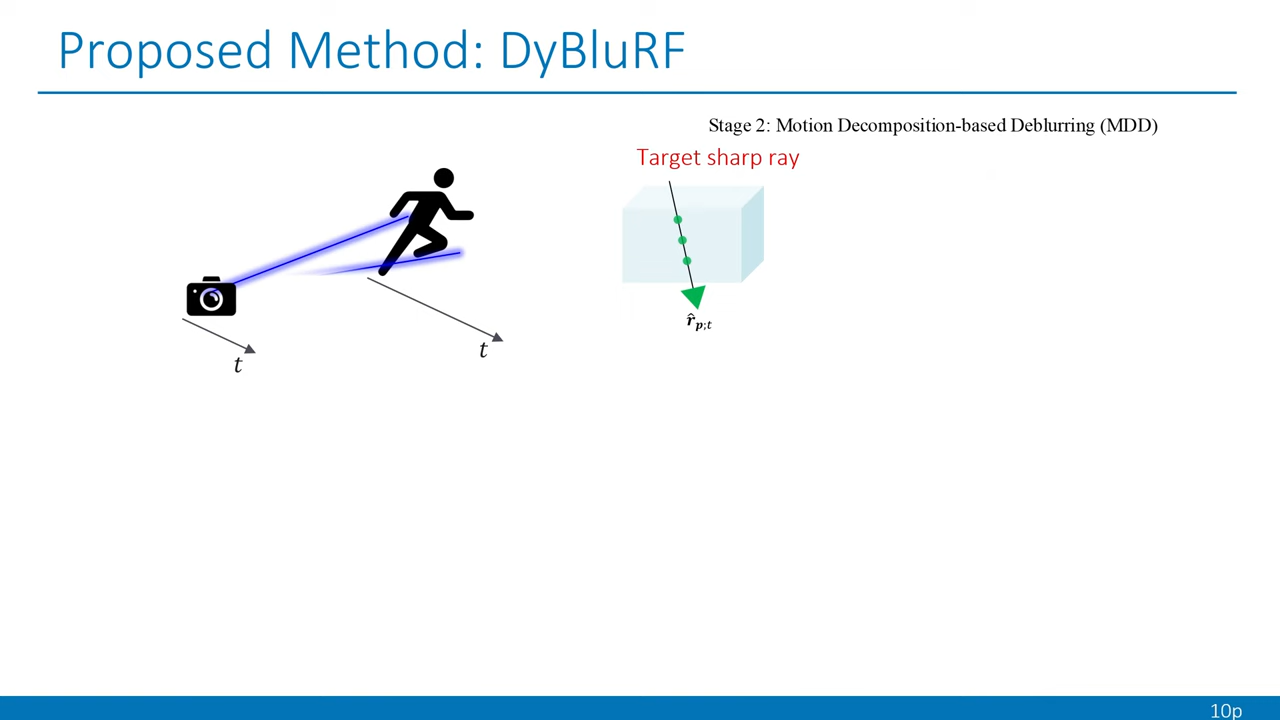 Proposed Method: DyBluRF
Stage 2: Motion Decomposition-based Deblurring (MDD)
Target sharp ray
r̂p;t
t
t
10p